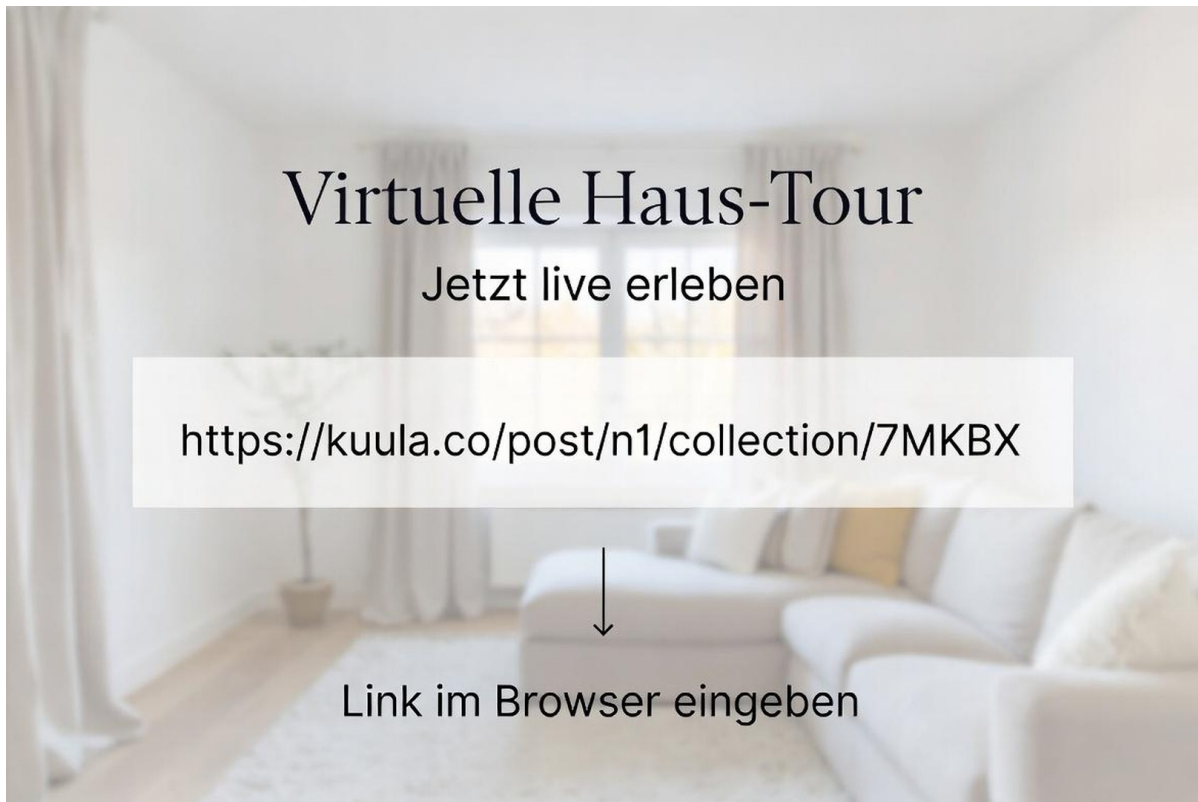 Virtuelle Haus-Tour
Jetzt live erleben
https://kuula.co/post/n1/collection/7MKBX
Link im Browser eingeben